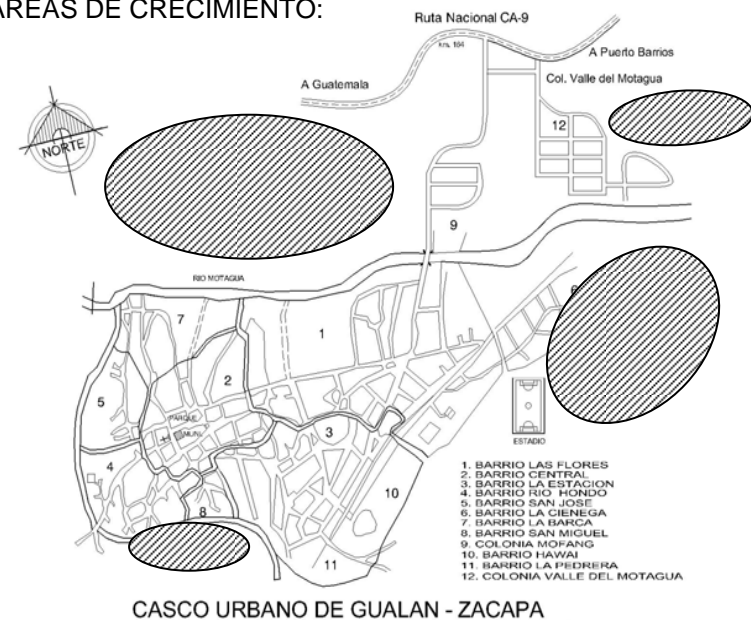 AREAS DE CRECIMIENTO:
Ruta Nacional CA-9
km. 164
A Puerto Barrios
A Guatemala
Col. Valle del Motagua
12
NORTE
9
RIO MOTAGUA
6
7
1
2
5
PARQUE
MUNI.
3
ESTADIO
4
10
8
11
1. BARRIO LAS FLORES
2. BARRIO CENTRAL
3. BARRIO LA ESTACION
4. BARRIO RIO HONDO
5. BARRIO SAN JOSE
6. BARRIO LA CIENEGA
7. BARRIO LA BARCA
8. BARRIO SAN MIGUEL
9. COLONIA MOFANG
10. BARRIO HAWAI
11. BARRIO LA PEDRERA
12. COLONIA VALLE DEL MOTAGUA
CASCO URBANO DE GUALAN - ZACAPA